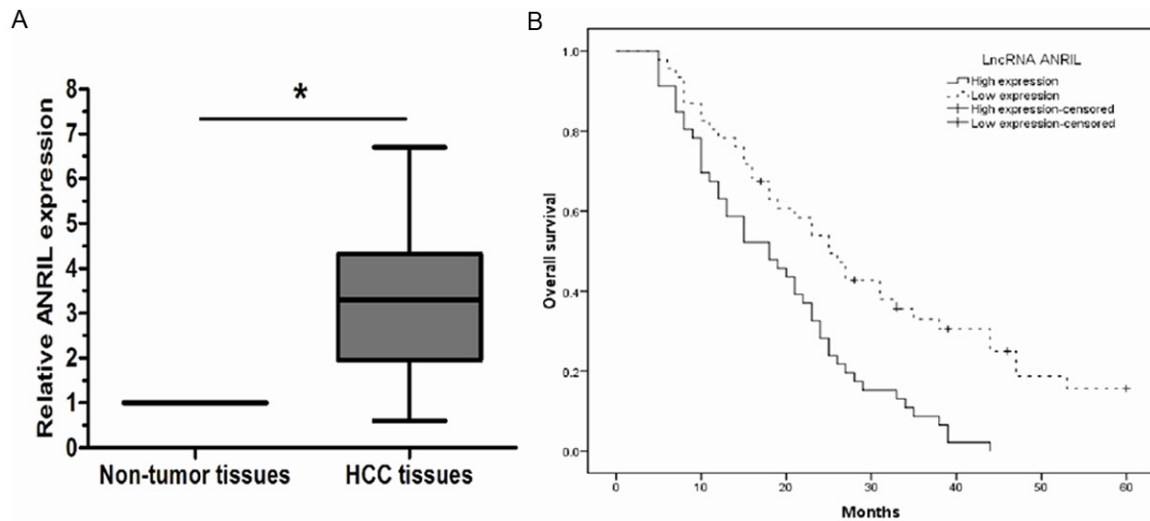 A
B
Relative ANRIL expression
8
7
6
5
4
3
2
1
0
*
Non-tumor tissues
HCC tissues
Overall survival
1.0
0.8
0.6
0.4
0.2
0.0
LncRNA ANRIL
High expression
Low expression
High expression-censored
Low expression-censored
0 10 20 30 40 50 60
Months